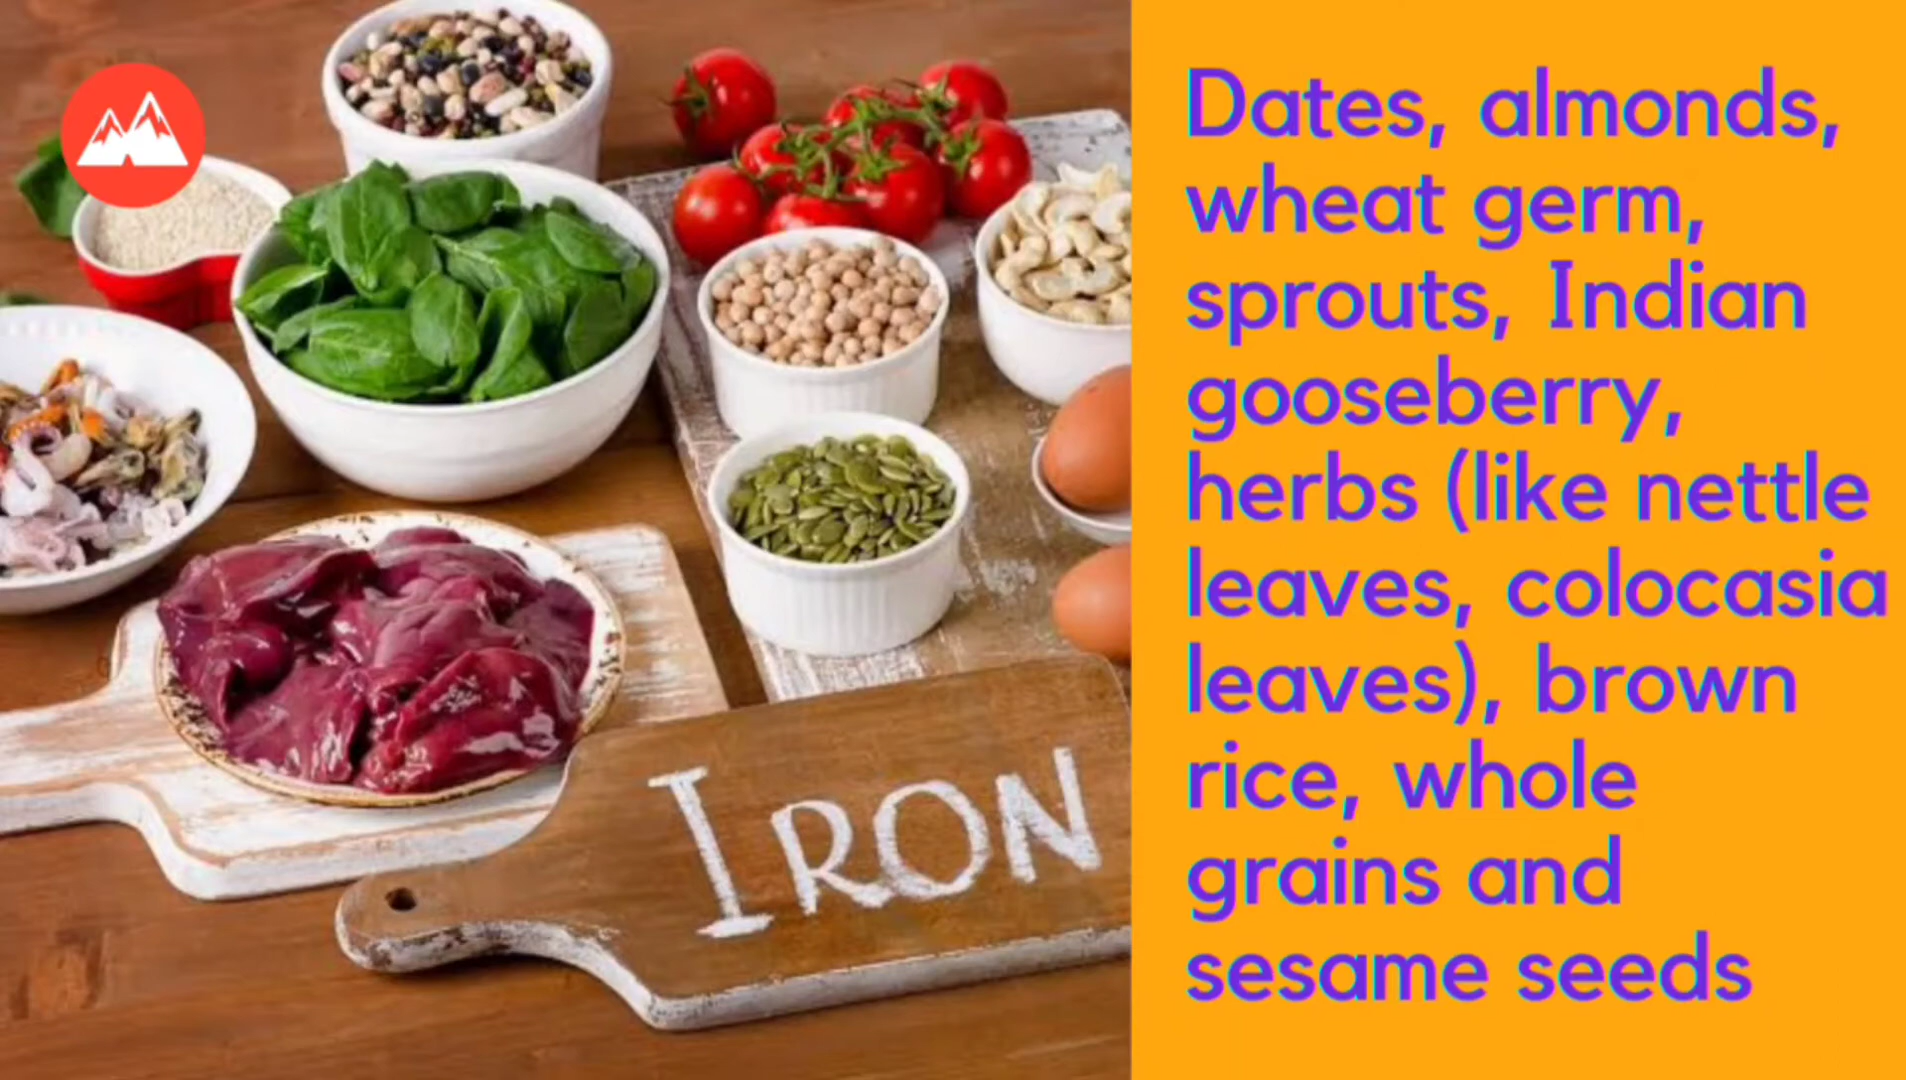 Dates, almonds,
wheat germ,
sprouts, Indian
gooseberry,
herbs (like nettle
leaves, colocasia
leaves), brown
rice, whole
grains and
sesame seeds
IRON